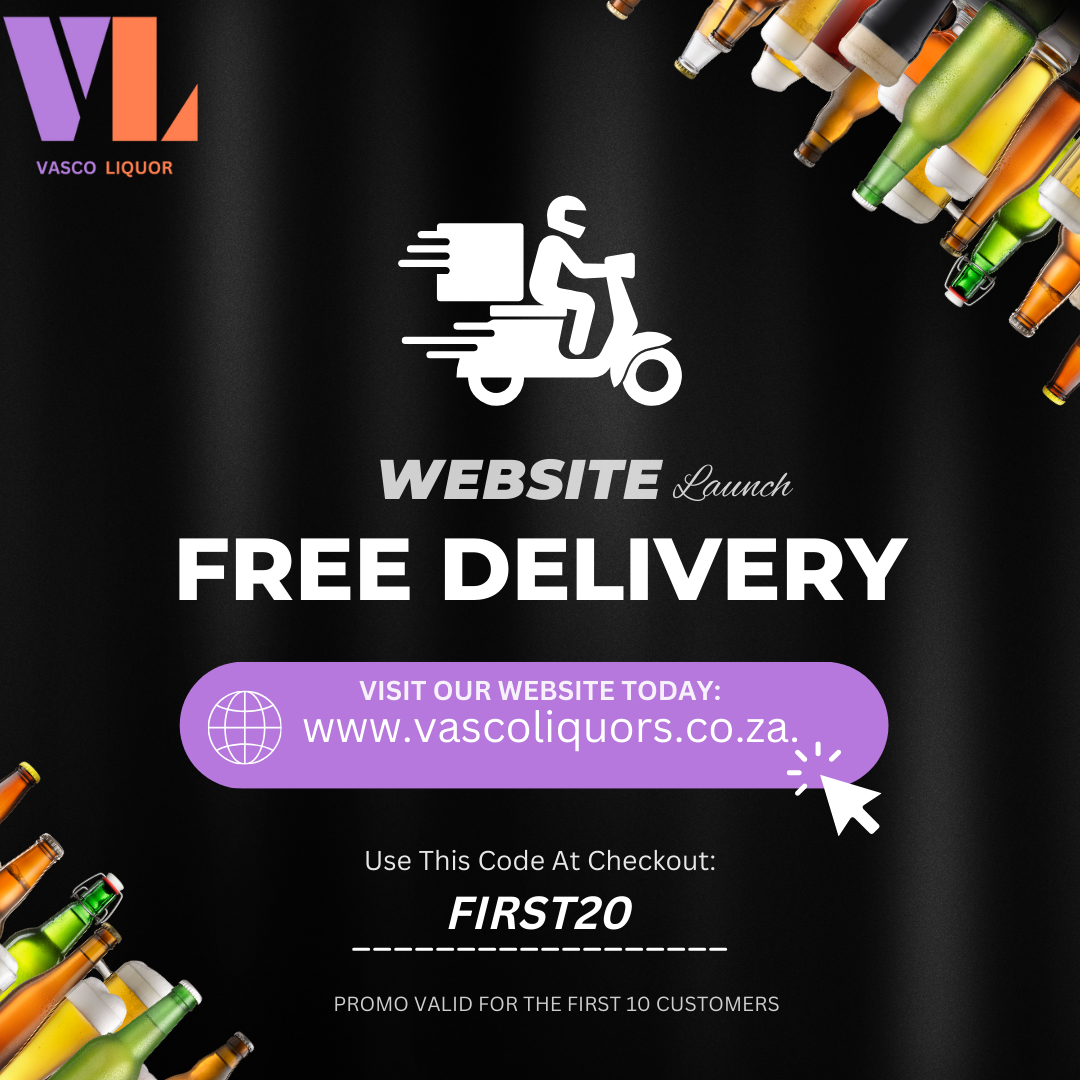 VL
VASCO LIQUOR
WEBSITE Launch
FREE DELIVERY
VISIT OUR WEBSITE TODAY:
www.vascoliquors.co.za.
Use This Code At Checkout:
FIRST20
PROMO VALID FOR THE FIRST 10 CUSTOMERS